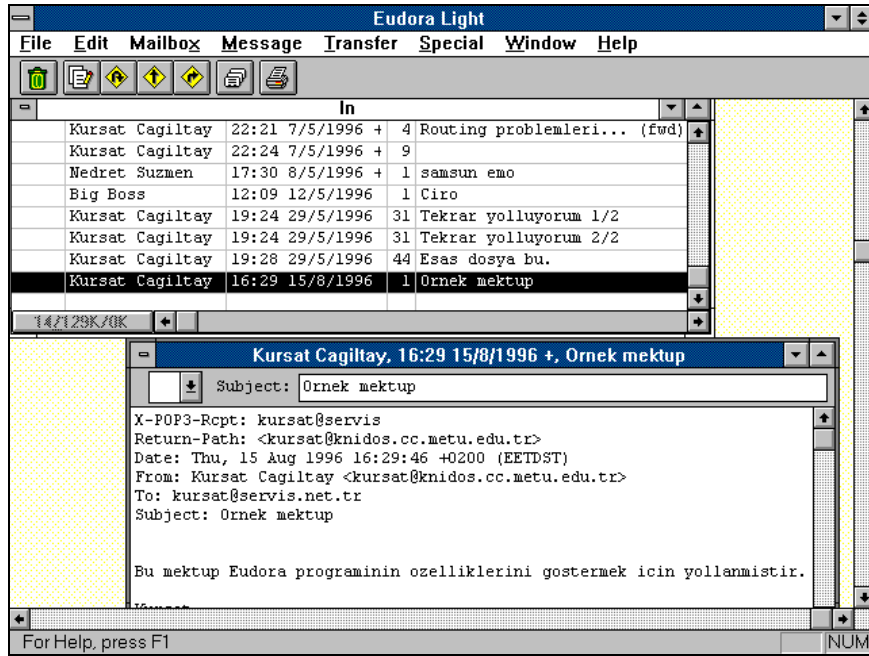 Eudora Light
File Edit Mailbox Message Transfer Special Window Help
In
Kursat Cagiltay 22:21 7/5/1996 + 4 Routing problemleri... (fwd)
Kursat Cagiltay 22:24 7/5/1996 + 9
Nedret Suzmen 17:30 8/5/1996 + 1 samsun emo
Big Boss 12:09 12/5/1996 1 Ciro
Kursat Cagiltay 19:24 29/5/1996 31 Tekrar yolluyorum 1/2
Kursat Cagiltay 19:24 29/5/1996 31 Tekrar yolluyorum 2/2
Kursat Cagiltay 19:28 29/5/1996 44 Esas dosya bu.
Kursat Cagiltay 16:29 15/8/1996 1 Ornek mektup
14/129K/0K
Kursat Cagiltay, 16:29 15/8/1996 +, Ornek mektup
Subject: Ornek mektup
X-POP3-Rcpt: kursat@servis
Return-Path: <kursat@knidos.cc.metu.edu.tr>
Date: Thu, 15 Aug 1996 16:29:46 +0200 (EETDST)
From: Kursat Cagiltay <kursat@knidos.cc.metu.edu.tr>
To: kursat@servis.net.tr
Subject: Ornek mektup
Bu mektup Eudora programinin ozelliklerini gostermek icin yollanmistir.
For Help, press F1 NUM